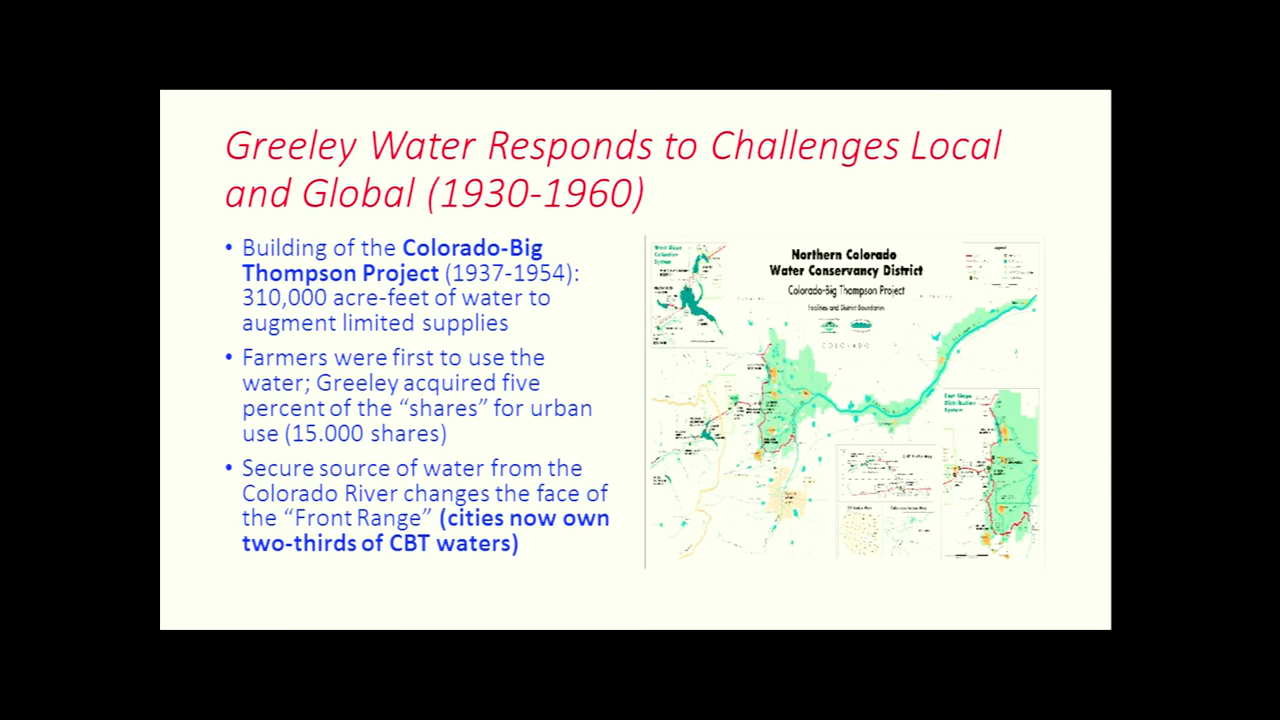 Greeley Water Responds to Challenges Local
and Global (1930-1960)
• Building of the Colorado-Big
Thompson Project (1937-1954):
310,000 acre-feet of water to
augment limited supplies
• Farmers were first to use the
water; Greeley acquired five
percent of the “shares” for urban
use (15.000 shares)
• Secure source of water from the
Colorado River changes the face of
the “Front Range” (cities now own
two-thirds of CBT waters)
West Slope
Collection
System
Northern Colorado
Water Conservancy District
Colorado-Big Thompson Project
Facilities and District Boundaries
Legend
COLORADO
East Slope
Distribution
System